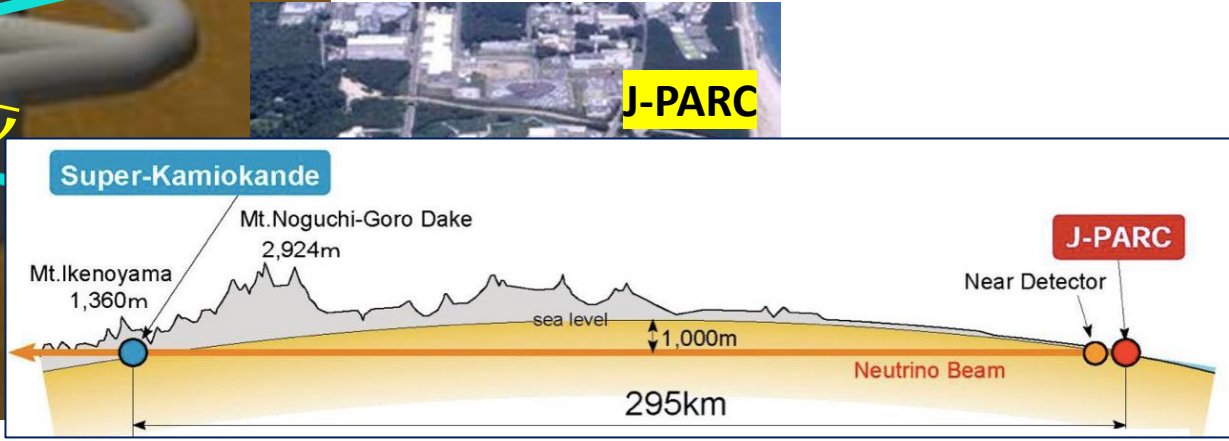 J-PARC
Super-Kamiokande
Mt.Noguchi-Goro Dake
2,924m
J-PARC
Mt.Ikenoyama
1,360m
Near Detector
sea level
1,000m
Neutrino Beam
295km